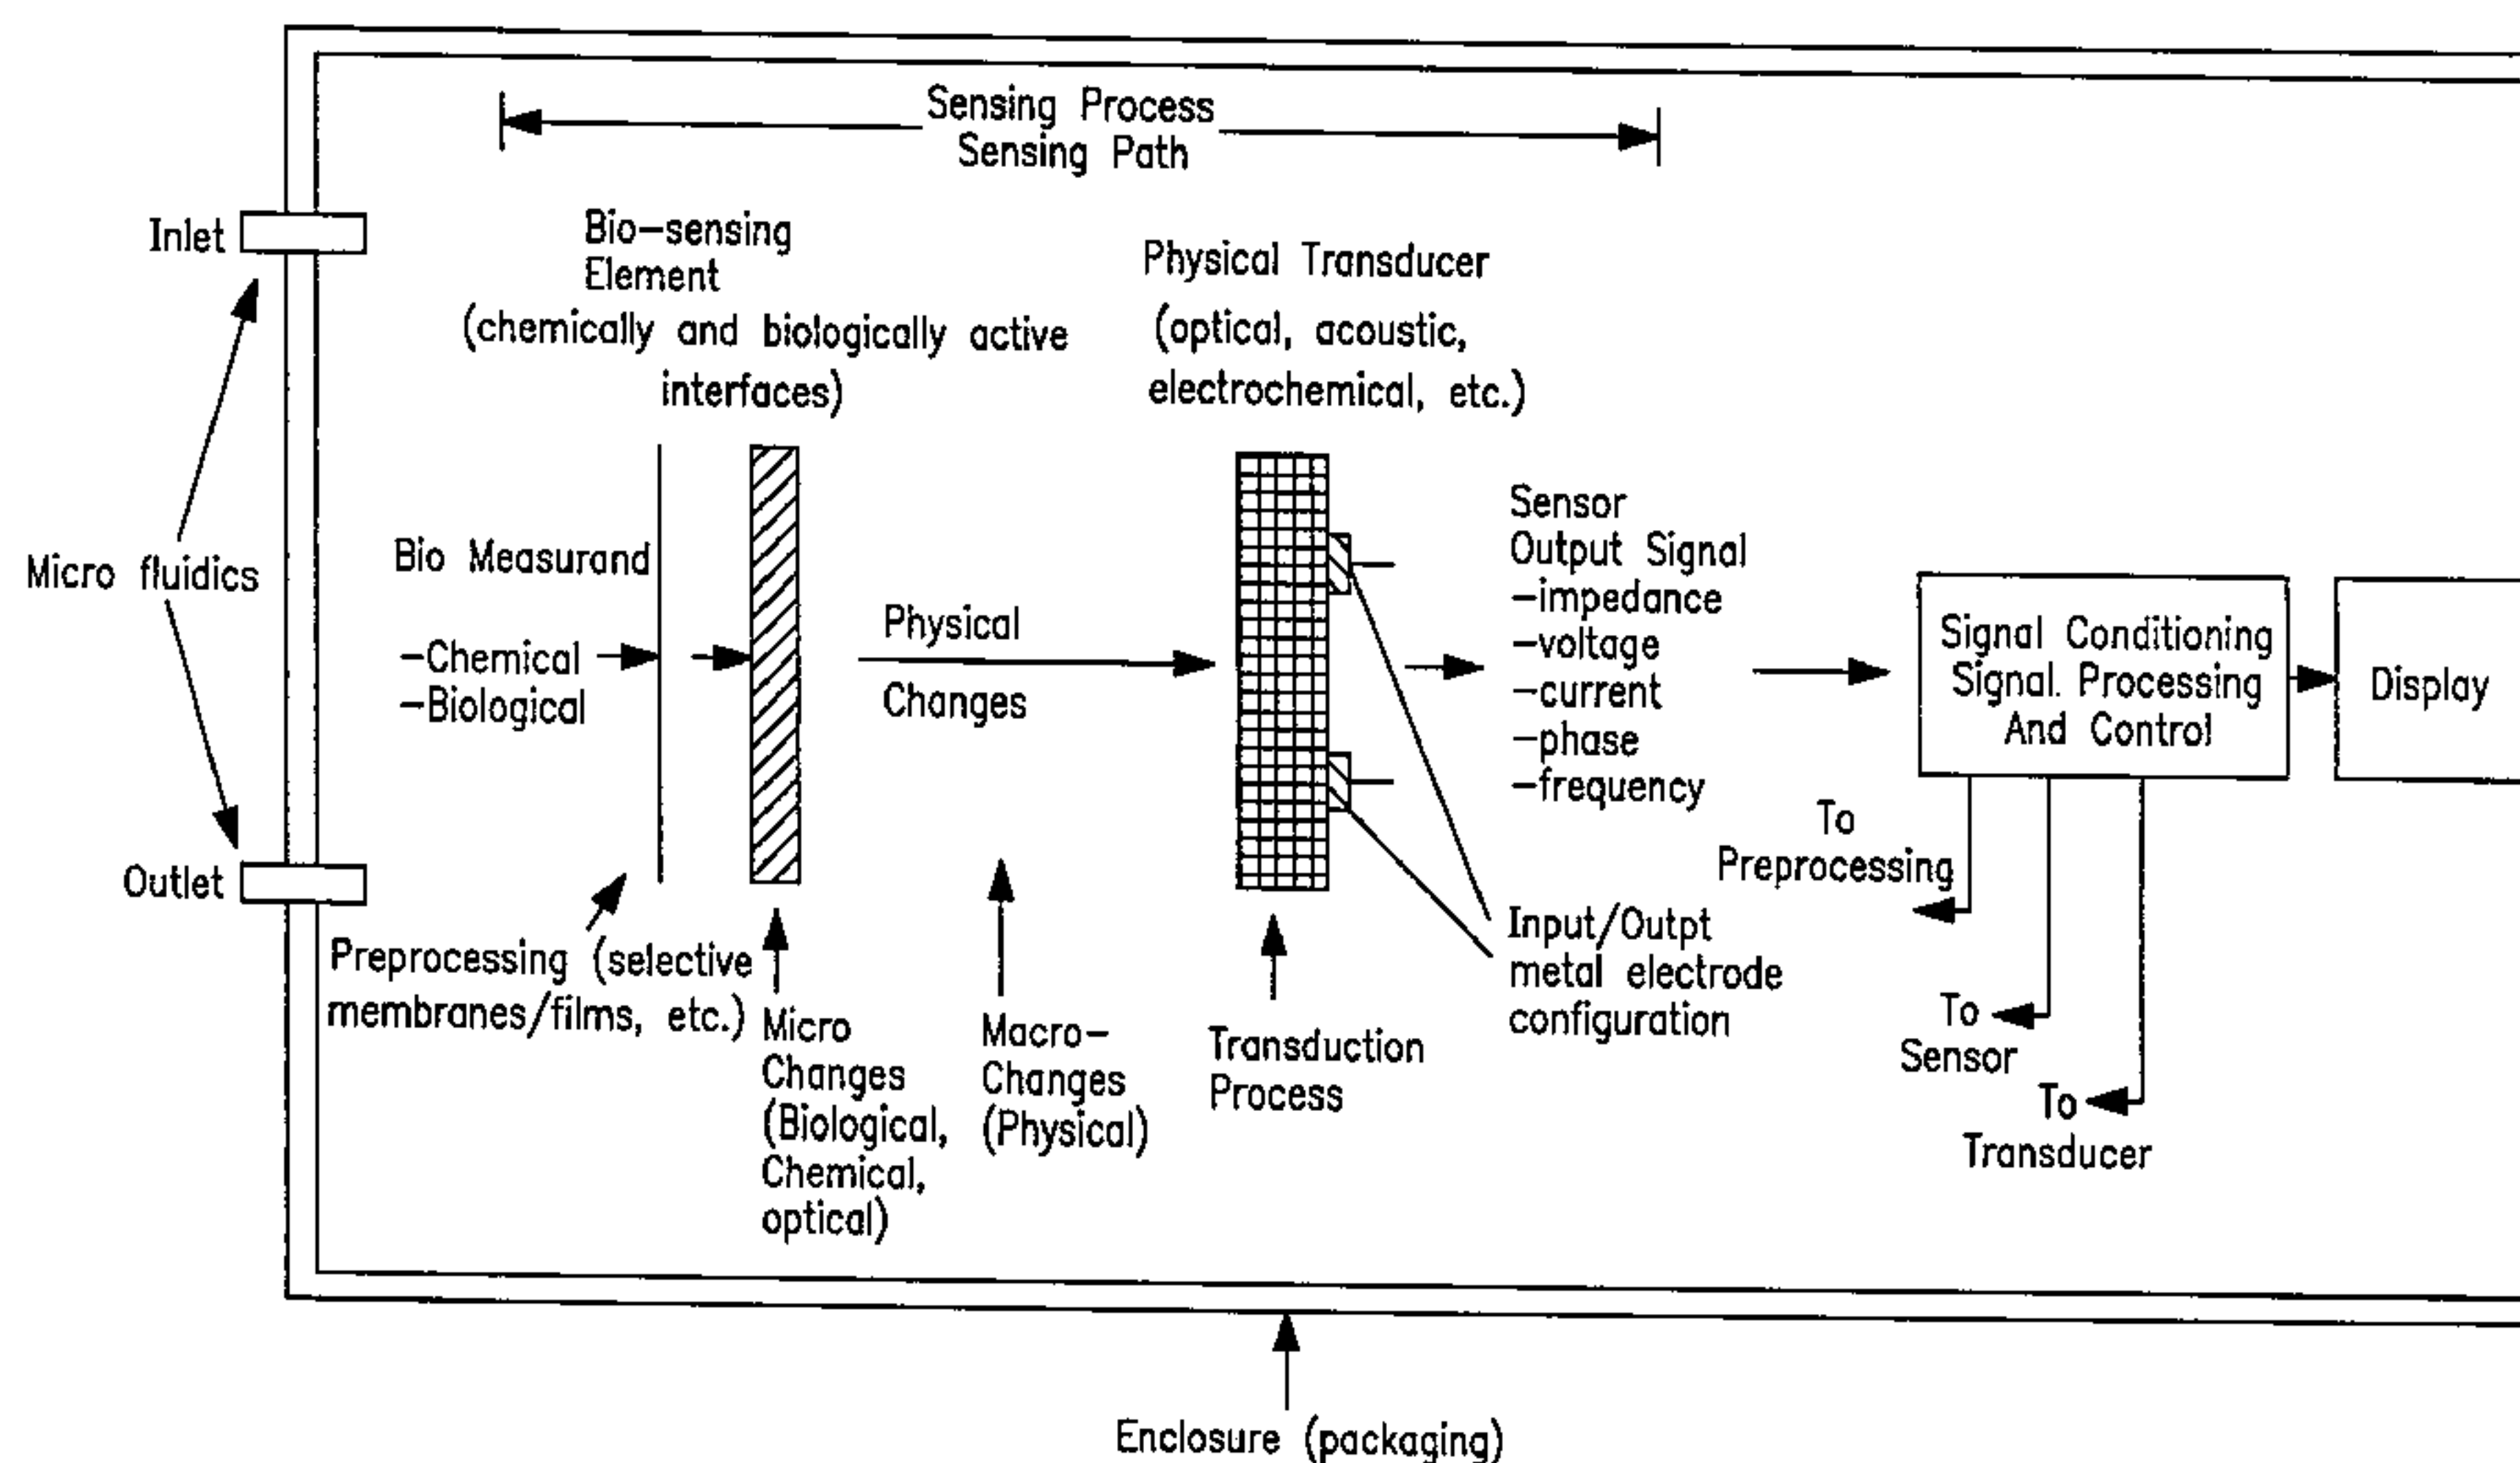 Sensing Process
Sensing Path
Inlet
Bio-sensing
Element
(chemically and biologically active
interfaces)
Physical Transducer
(optical, acoustic,
electrochemical, etc.)
Micro fluidics
Bio Measurand
-Chemical
-Biological
Physical
Changes
Sensor
Output Signal
-impedance
-voltage
-current
-phase
-frequency
Signal Conditioning
Signal. Processing
And Control
Display
To
Preprocessing
To
Sensor
To
Transducer
Outlet
Preprocessing (selective
membranes/films, etc.)
Micro
Changes
(Biological,
Chemical,
optical)
Macro-
Changes
(Physical)
Transduction
Process
Input/Outpt
metal electrode
configuration
Enclosure (packaging)